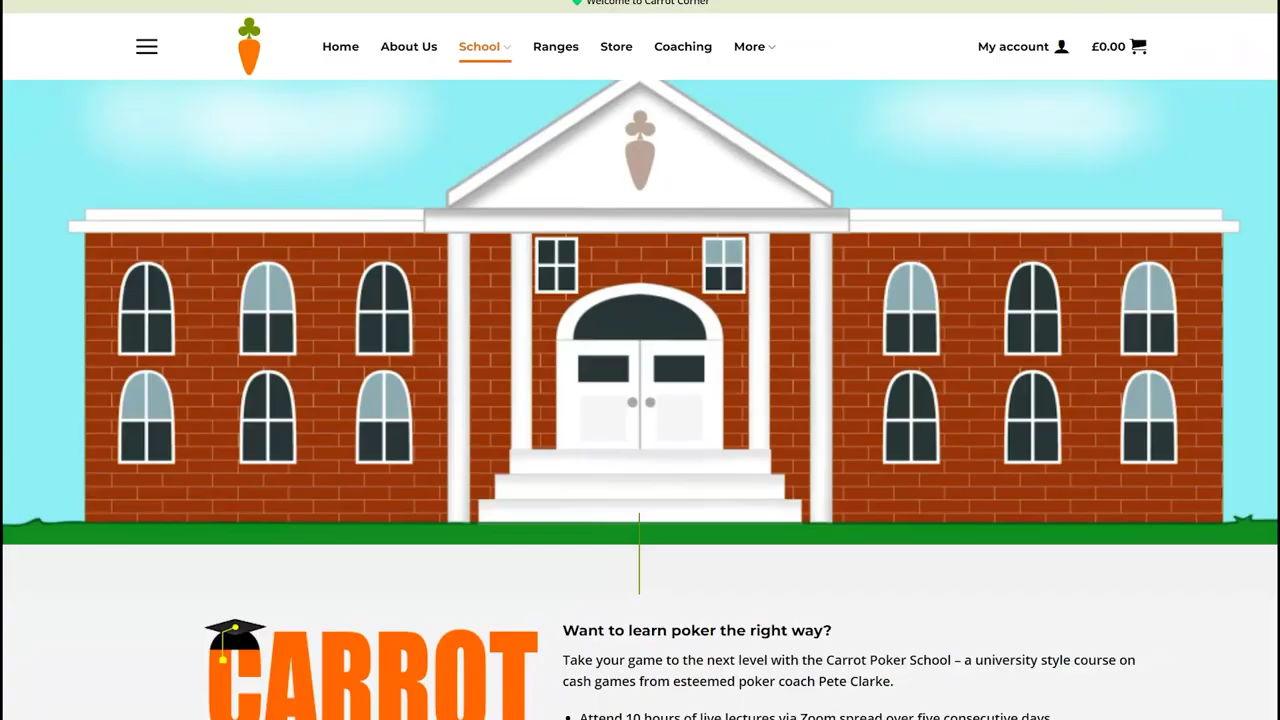 Welcome to Carrot Corner
Home About Us School Ranges Store Coaching More My account £0.00
Want to learn poker the right way?
Take your game to the next level with the Carrot Poker School – a university style course on
cash games from esteemed poker coach Pete Clarke.
CARROT
• Attend 10 hours of live lectures via Zoom spread over five consecutive days